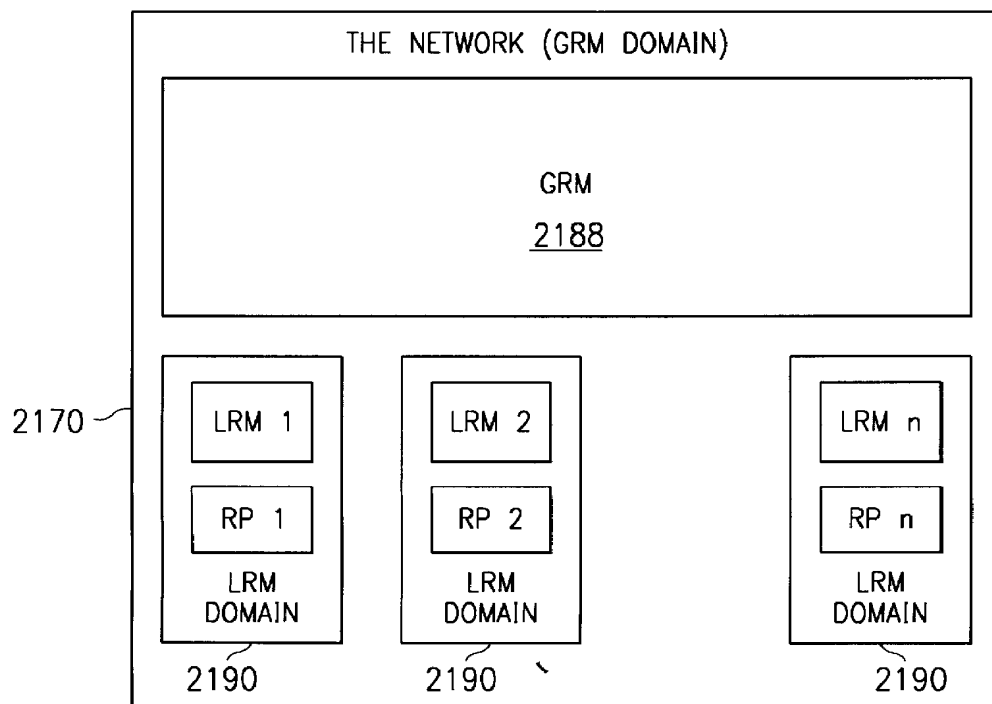 THE NETWORK (GRM DOMAIN)
GRM
2188
2170
LRM 1
LRM 2
LRM n
RP 1
RP 2
RP n
LRM DOMAIN
LRM DOMAIN
LRM DOMAIN
2190
2190
2190